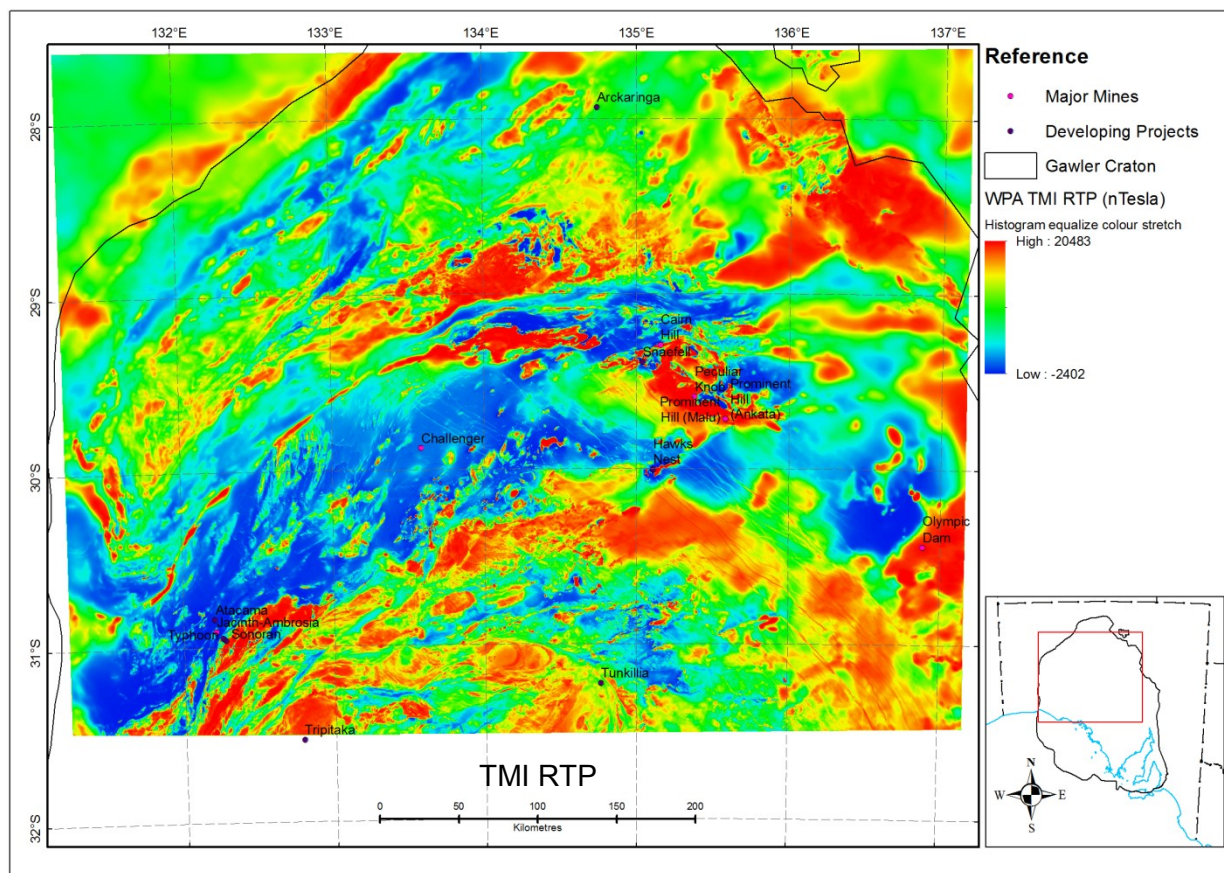 132°E
133°E
134°E
135°E
136°E
137°E
28°S
29°S
30°S
31°S
32°S
Arckaringa
Cairn
Hill
Snaefell
Peculiar
Knob
Prominent
Hill
(Ankata)
Prominent
Hill (Malu)
Challenger
Hawks
Nest
Olympic
Dam
Atacama
Jacinth-Ambrosia
Typhoon
Sonoran
Tunkillia
Tripitaka
TMI RTP
0
50
100
150
200
Kilometres
Reference
Major Mines
Developing Projects
Gawler Craton
WPA TMI RTP (nTesla)
Histogram equalize colour stretch
High : 20483
Low : -2402
N
W
E
S